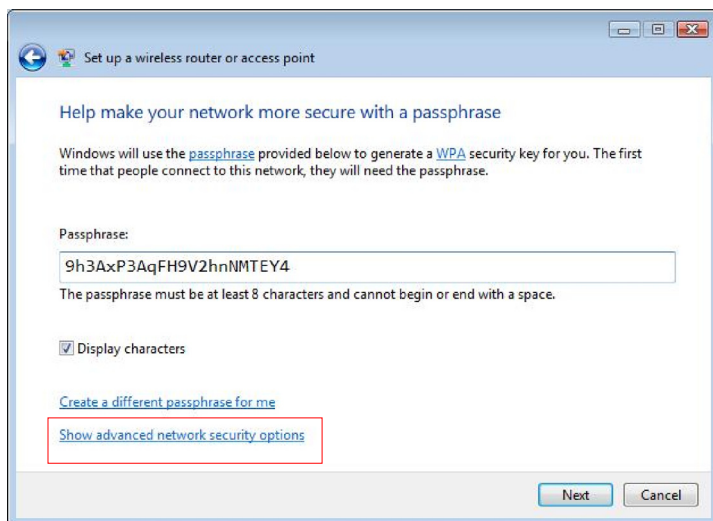 Set up a wireless router or access point
Help make your network more secure with a passphrase
Windows will use the passphrase provided below to generate a WPA security key for you. The first
time that people connect to this network, they will need the passphrase.
Passphrase:
9h3AxP3AqFH9V2hnNMTEY4
The passphrase must be at least 8 characters and cannot begin or end with a space.
Display characters
Create a different passphrase for me
Show advanced network security options
Next Cancel